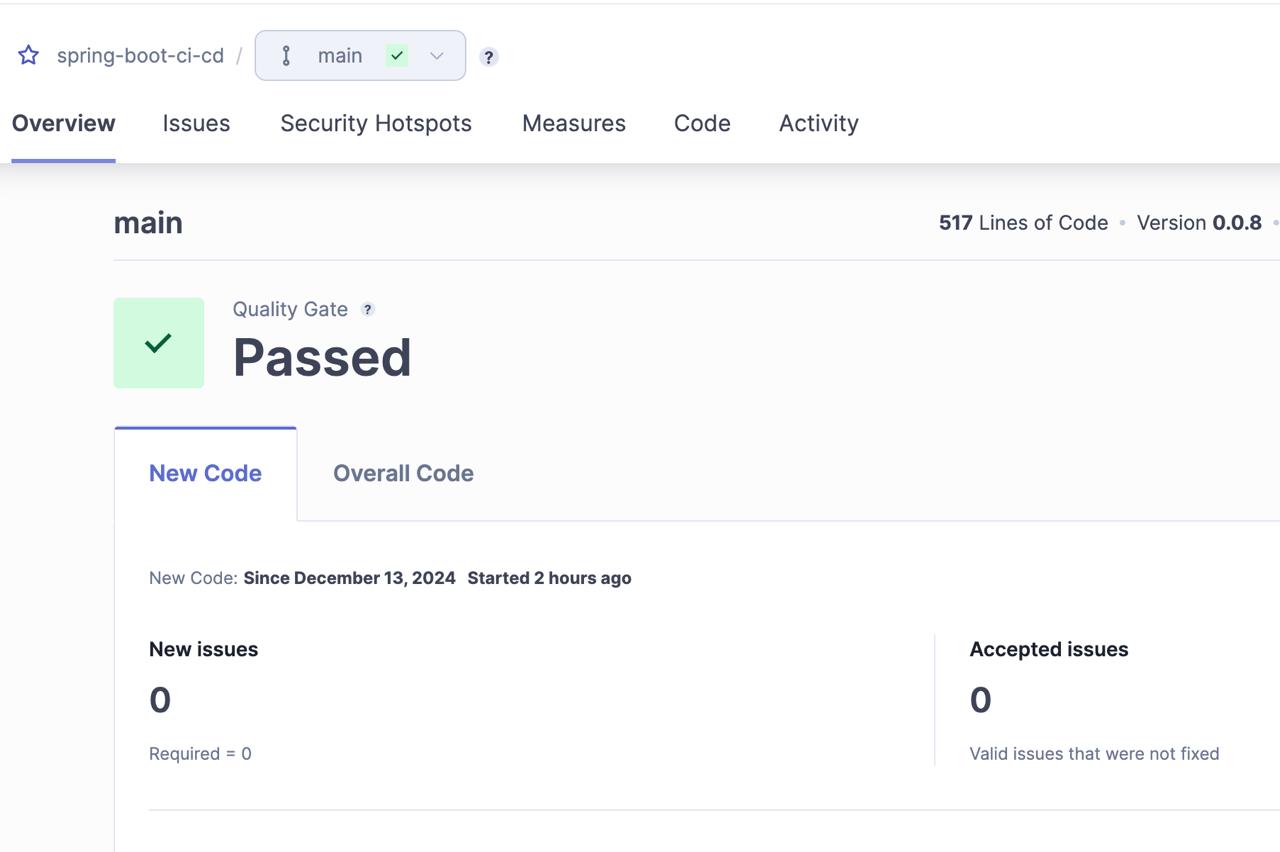 spring-boot-ci-cd / main ?
Overview Issues Security Hotspots Measures Code Activity
main 517 Lines of Code • Version 0.0.8 •
Quality Gate ?
Passed
New Code Overall Code
New Code: Since December 13, 2024 Started 2 hours ago
New issues Accepted issues
0 0
Required = 0 Valid issues that were not fixed